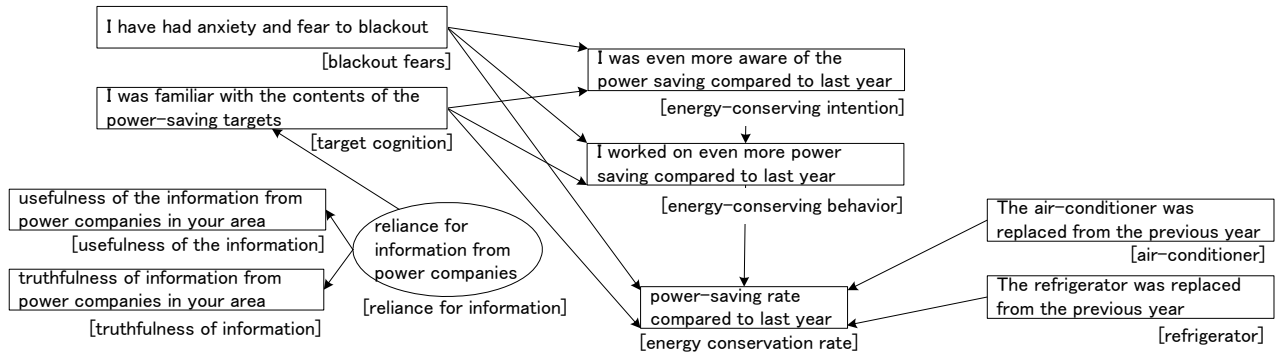 I have had anxiety and fear to blackout
[blackout fears]
I was familiar with the contents of the
power-saving targets
[target cognition]
usefulness of the information from
power companies in your area
[usefulness of the information]
truthfulness of information from
power companies in your area
[truthfulness of information]
reliance for
information from
power companies
[reliance for information]
I was even more aware of the
power saving compared to last year
[energy-conserving intention]
I worked on even more power
saving compared to last year
[energy-conserving behavior]
power-saving rate
compared to last year
[energy conservation rate]
The air-conditioner was
replaced from the previous year
[air-conditioner]
The refrigerator was replaced
from the previous year
[refrigerator]